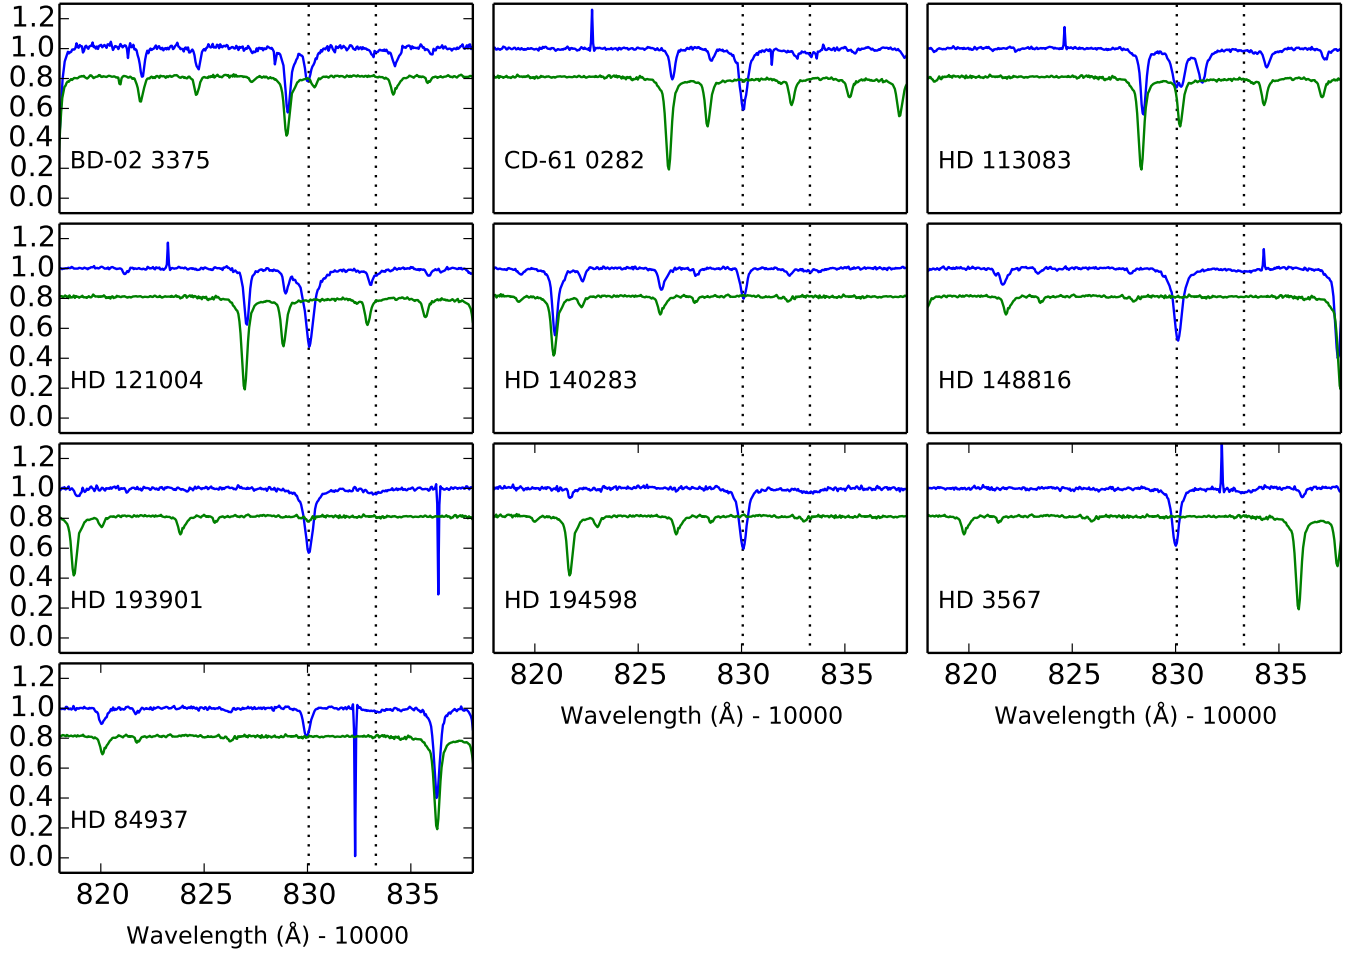 1.2
1.0
0.8
0.6
0.4
0.2
0.0
BD-02 3375
CD-61 0282
HD 113083
1.2
1.0
0.8
0.6
0.4
0.2
0.0
HD 121004
HD 140283
HD 148816
1.2
1.0
0.8
0.6
0.4
0.2
0.0
HD 193901
HD 194598
HD 3567
820 825 830 835
820 825 830 835
Wavelength (Å) - 10000
Wavelength (Å) - 10000
1.2
1.0
0.8
0.6
0.4
0.2
0.0
HD 84937
820 825 830 835
Wavelength (Å) - 10000